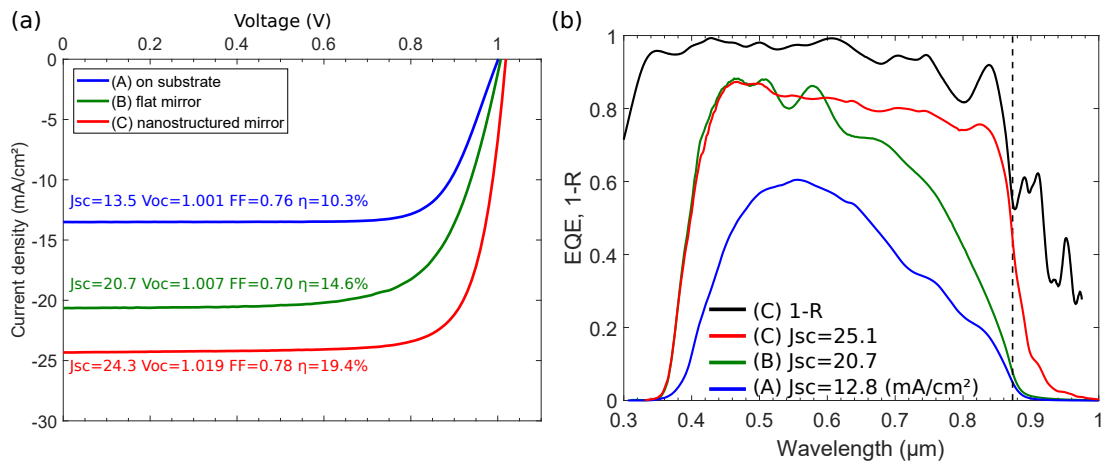 (a)
Voltage (V)
0 0.2 0.4 0.6 0.8 1
0
-5
-10
-15
-20
-25
-30
Current density (mA/cm²)
(A) on substrate
(B) flat mirror
(C) nanostructured mirror
Jsc=13.5 Voc=1.001 FF=0.76 η=10.3%
Jsc=20.7 Voc=1.007 FF=0.70 η=14.6%
Jsc=24.3 Voc=1.019 FF=0.78 η=19.4%
(b)
1
0.8
0.6
0.4
0.2
0
EQE, 1-R
(C) 1-R
(C) Jsc=25.1
(B) Jsc=20.7
(A) Jsc=12.8 (mA/cm²)
0.3 0.4 0.5 0.6 0.7 0.8 0.9 1
Wavelength (μm)